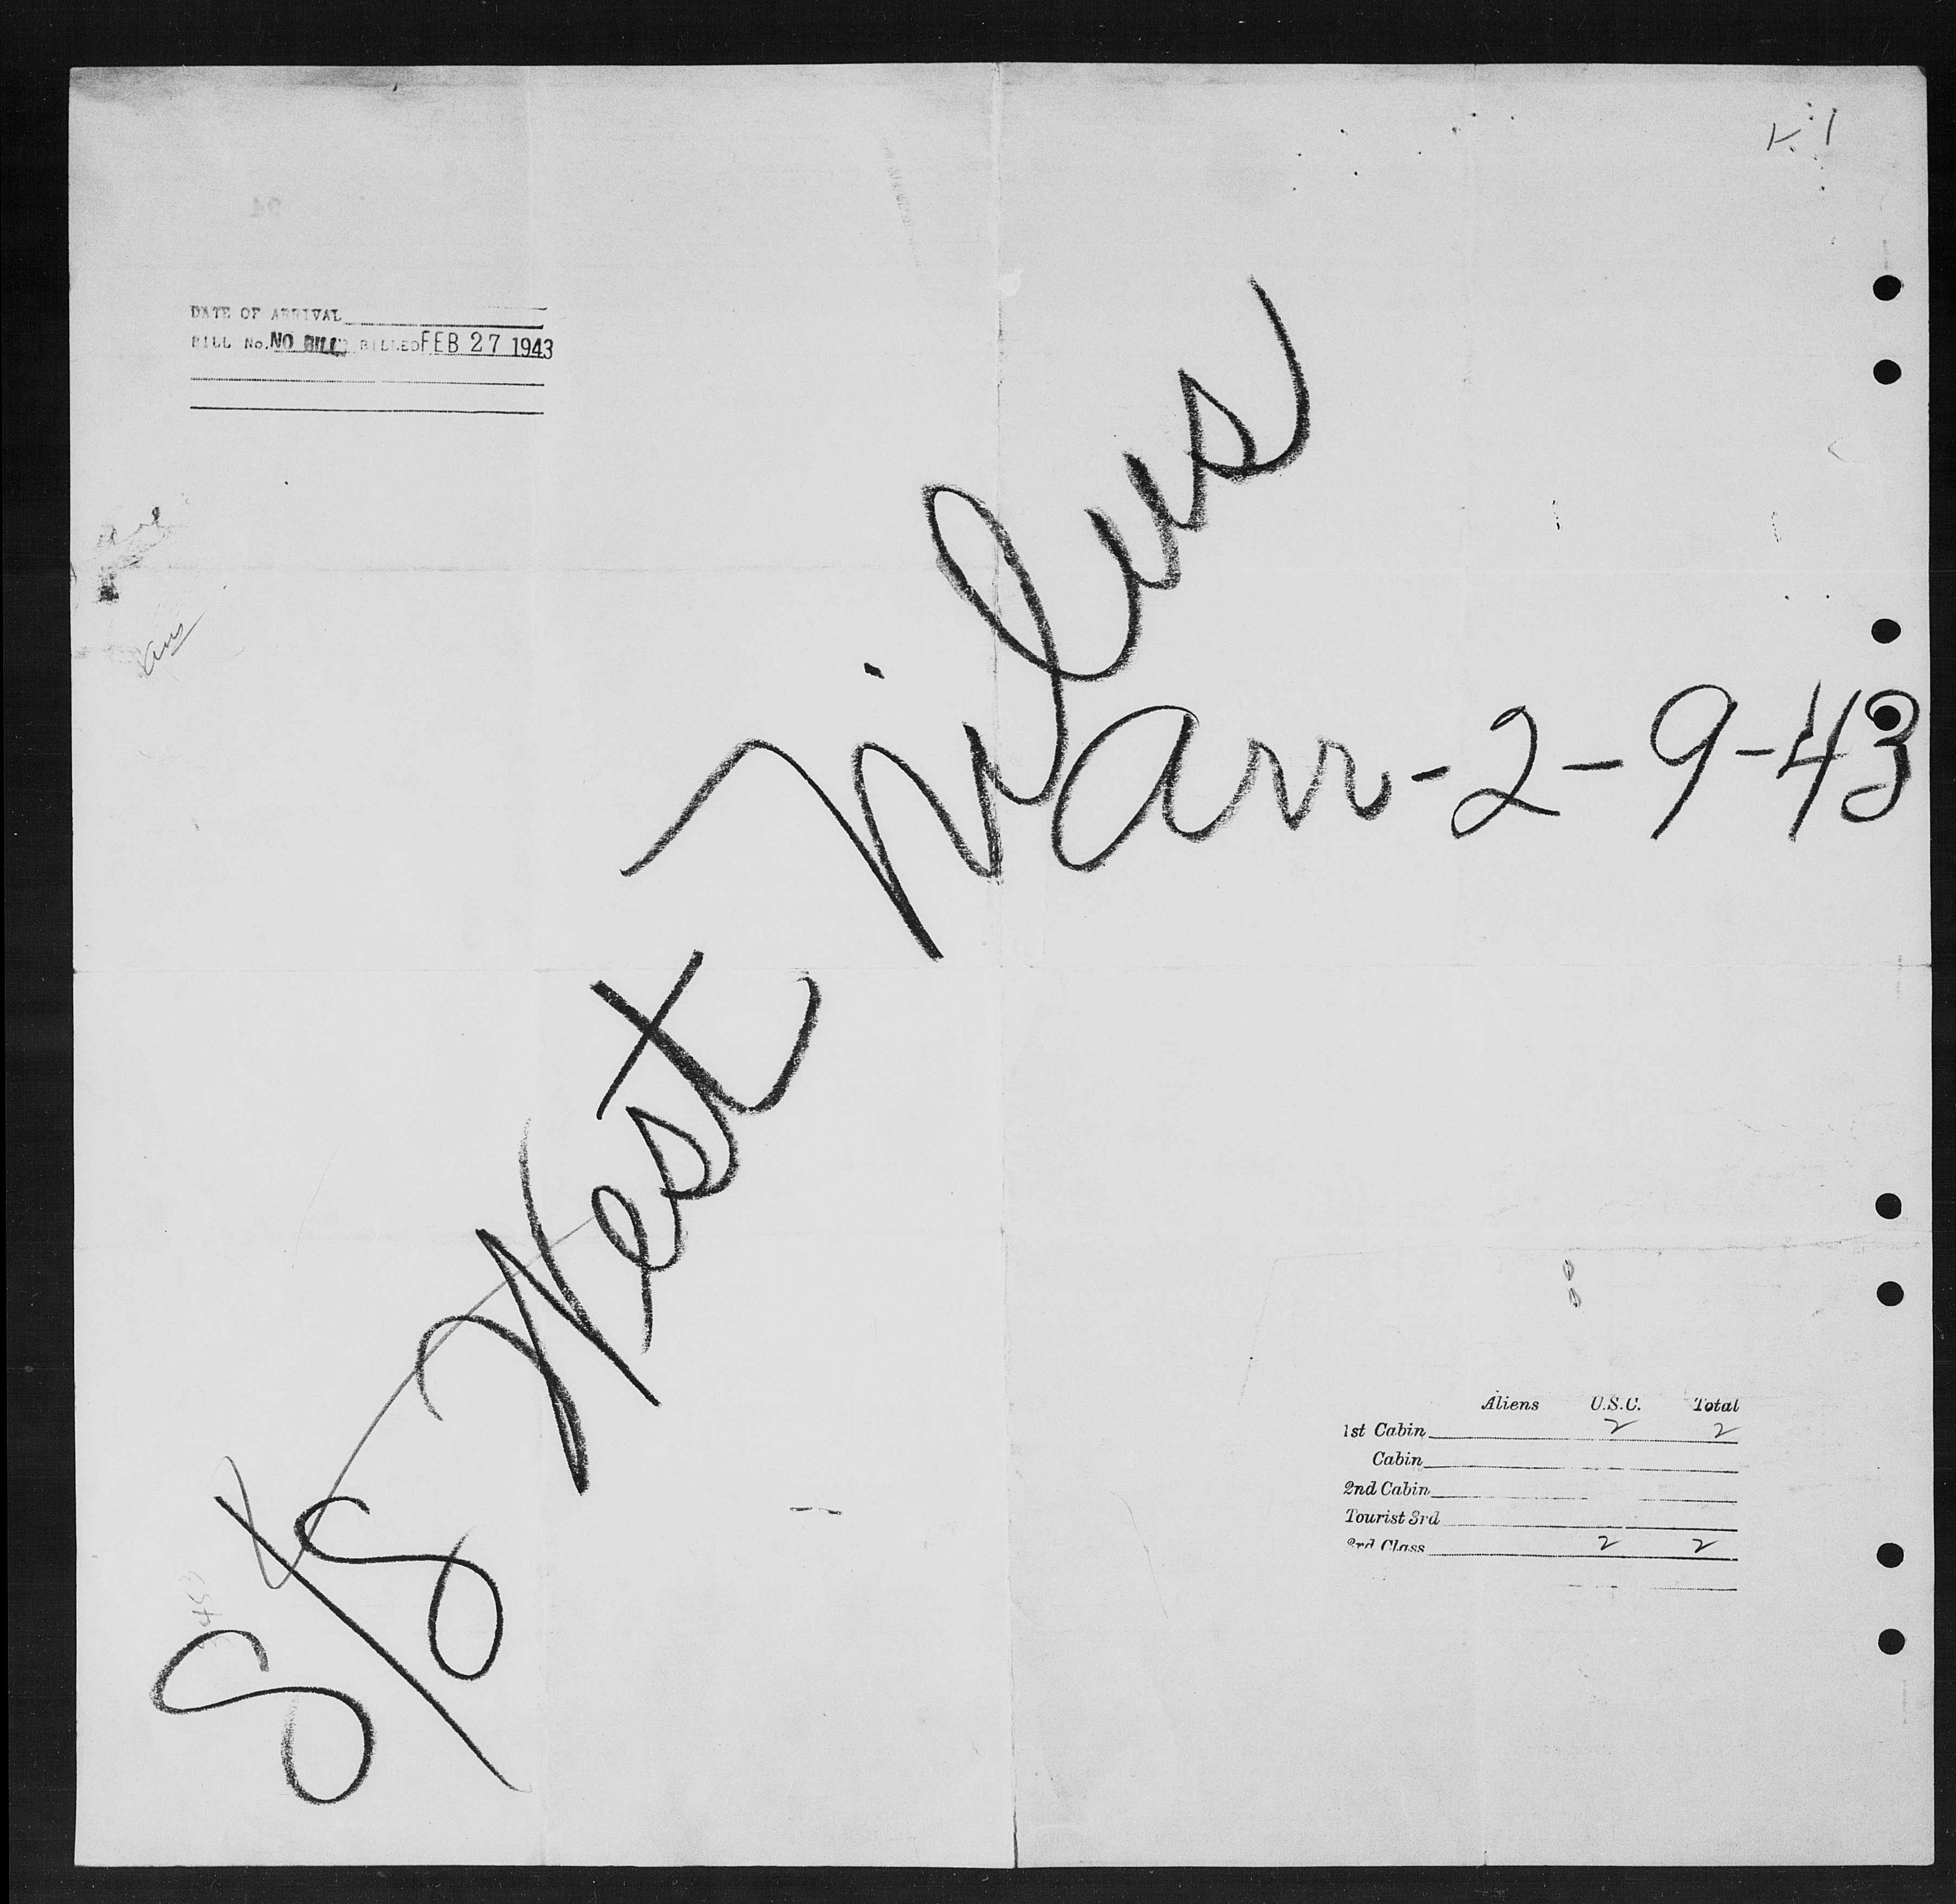 K 1
DATE OF ARRIVAL
BILL No. NO BILL BILLED FEB 27 1943
S/S West Nilus
Arr-2-9-43
Aliens U.S.C. Total
1st Cabin 2 2
Cabin
2nd Cabin
Tourist 3rd
3rd Class 2 2